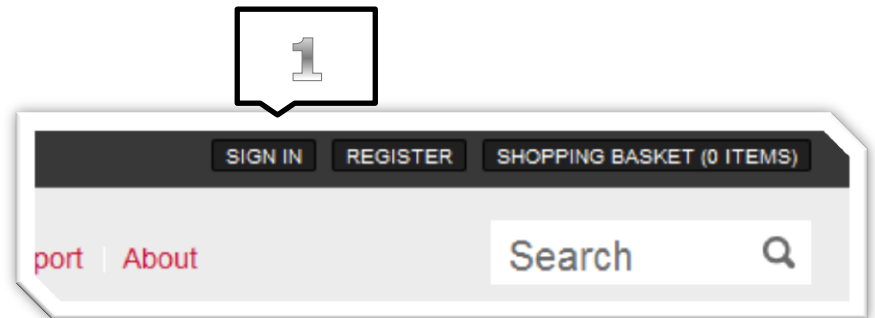 1
SIGN IN REGISTER SHOPPING BASKET (0 ITEMS)
port About Search